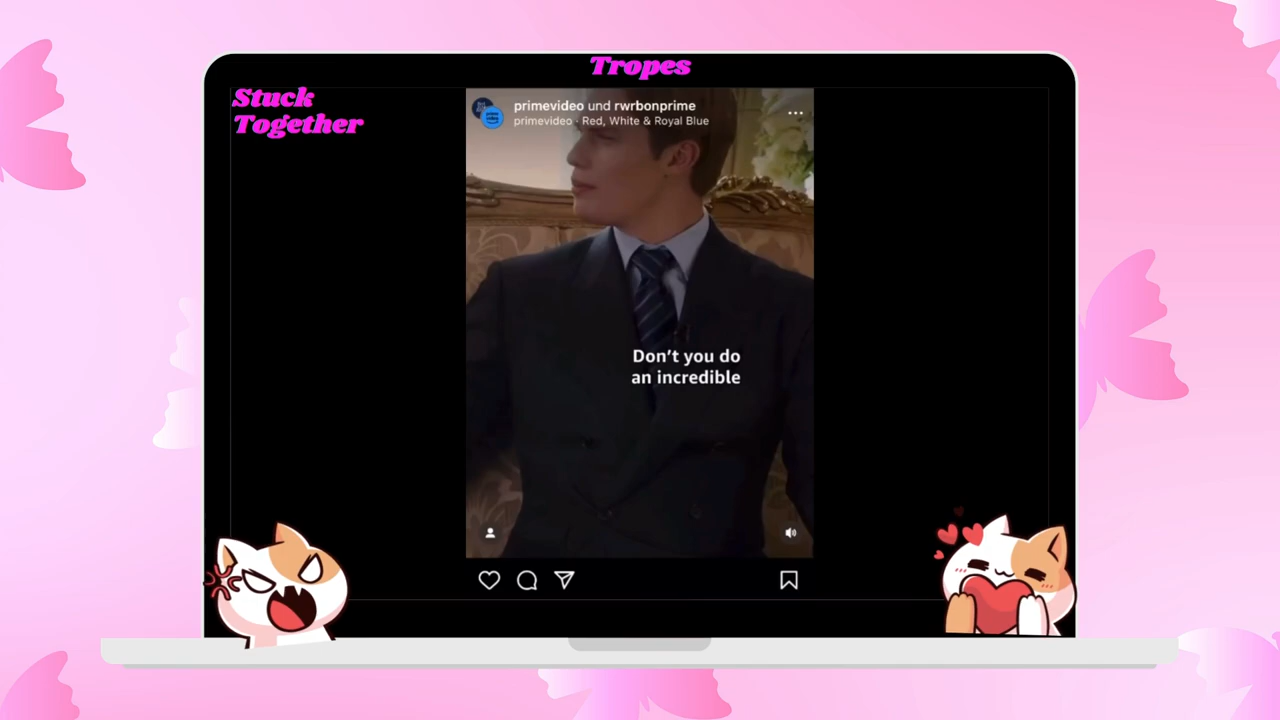 Tropes
Stuck
Together
primevideo und rwrbonprime
primevideo · Red, White & Royal Blue
Don't you do
an incredible